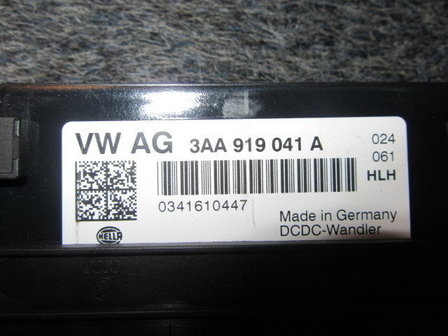 VW AG 3AA 919 041 A 024
061
HLH
0341610447
Made in Germany
DCDC-Wandler
HELLA